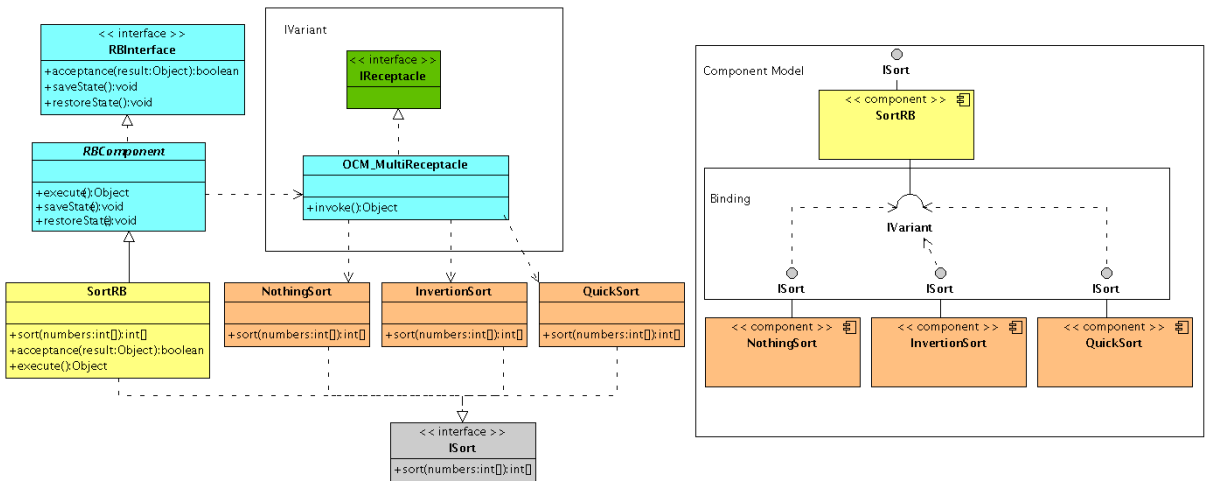 << interface >>
RBInterface
+acceptance(result:Object):boolean
+saveState():void
+restoreState():void
RBComponent
+execute():Object
+saveState():void
+restoreState():void
SortRB
+sort(numbers:int[]):int[]
+acceptance(result:Object):boolean
+execute():Object
IVariant
<< interface >>
IReceptacle
OCM_MultiReceptacle
+invoke():Object
NothingSort
+sort(numbers:int[]):int[]
InvertionSort
+sort(numbers:int[]):int[]
QuickSort
+sort(numbers:int[]):int[]
<< interface >>
ISort
+sort(numbers:int[]):int[]
Component Model
ISort
<< component >>
SortRB
Binding
IVariant
ISort
ISort
ISort
<< component >>
NothingSort
<< component >>
InvertionSort
<< component >>
QuickSort